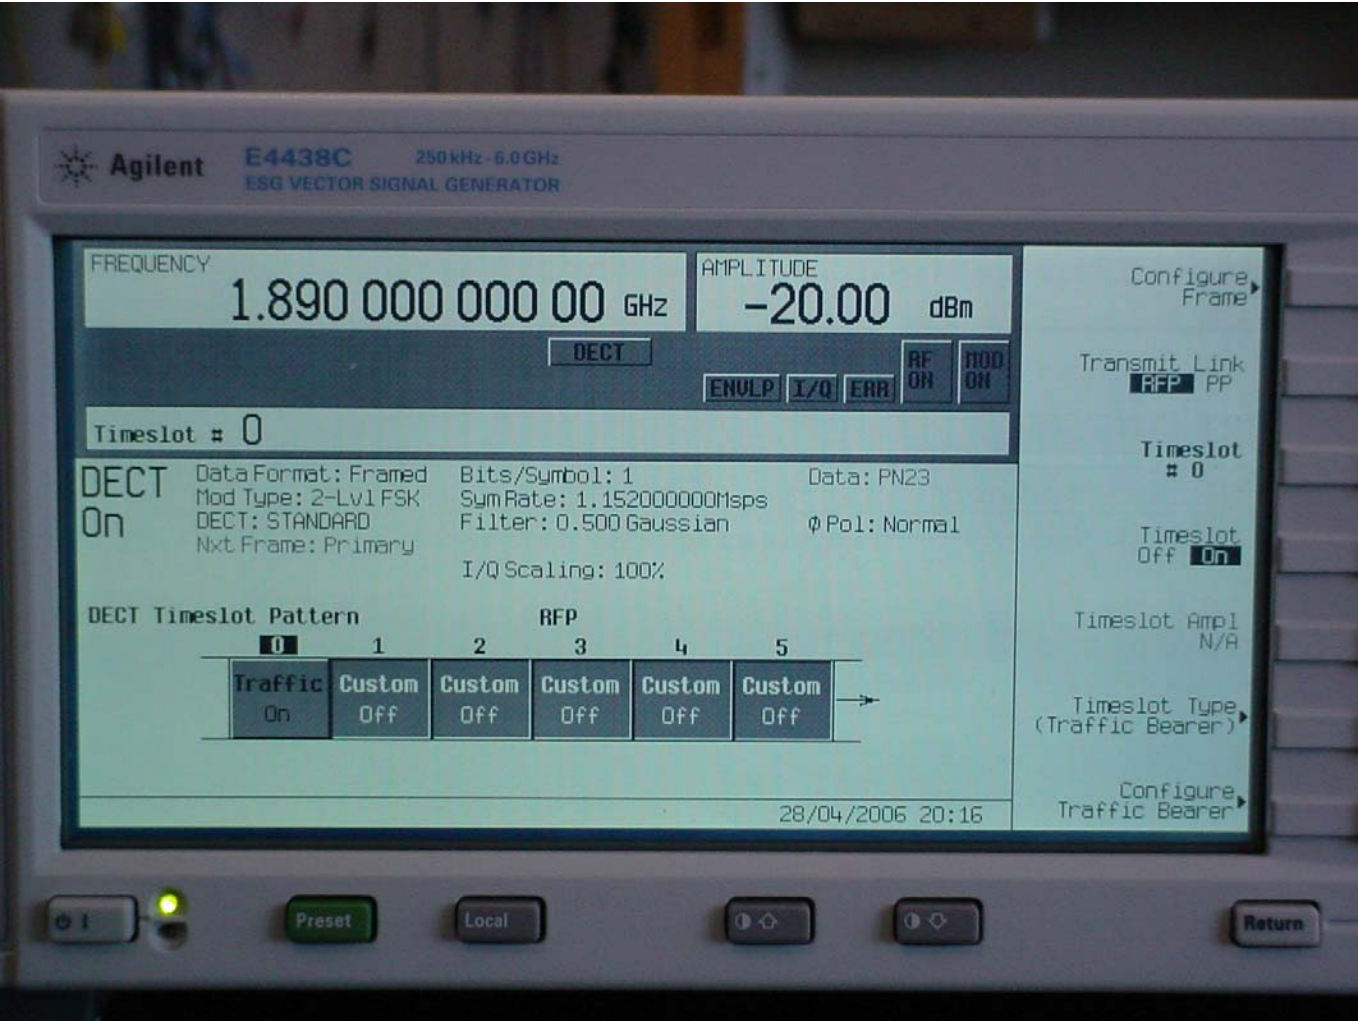 Agilent E4438C 250 kHz - 6.0 GHz
ESG VECTOR SIGNAL GENERATOR
FREQUENCY
1.890 000 000 00 GHz
AMPLITUDE
-20.00 dBm
DECT
ENVLP I/Q ERR RF ON MOD ON
Timeslot # 0
DECT
On
Data Format: Framed Bits/Symbol: 1 Data: PN23
Mod Type: 2-Lvl FSK Sym Rate: 1.152000000Msps
DECT: STANDARD Filter: 0.500 Gaussian ϕ Pol: Normal
Nxt Frame: Primary
I/Q Scaling: 100%
DECT Timeslot Pattern RFP
0 1 2 3 4 5
Traffic Custom Custom Custom Custom Custom
On Off Off Off Off Off
28/04/2006 20:16
Configure
Frame
Transmit Link
RFP PP
Timeslot
# 0
Timeslot
Off On
Timeslot Ampl
N/A
Timeslot Type
(Traffic Bearer)
Configure
Traffic Bearer
Preset Local Return